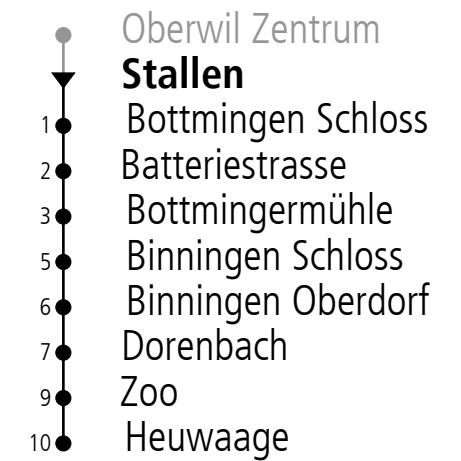 Oberwil Zentrum
Stallen
1 Bottmingen Schloss
2 Batteriestrasse
3 Bottmingermühle
5 Binningen Schloss
6 Binningen Oberdorf
7 Dorenbach
9 Zoo
10 Heuwaage